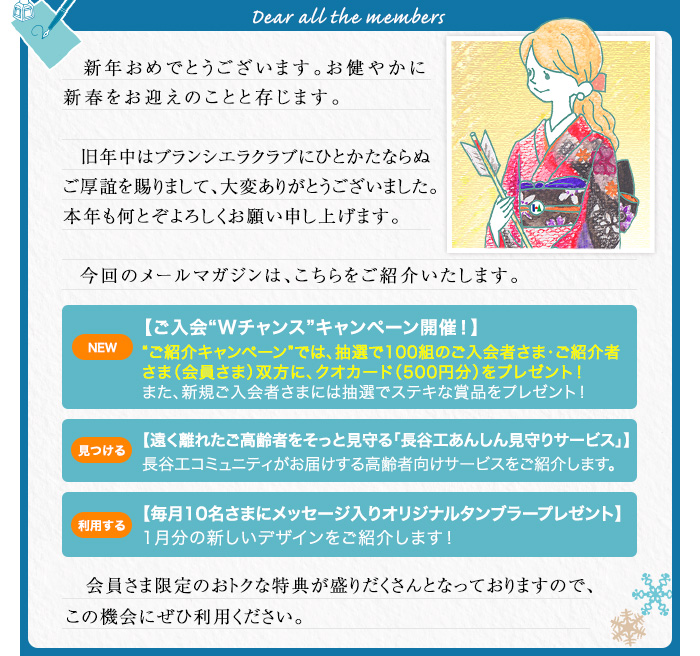 Dear all the members
新年おめでとうございます。お健やかに
新春をお迎えのことと存じます。
旧年中はブランシエラクラブにひとかたならぬ
ご厚誼を賜りまして、大変ありがとうございました。
本年も何とぞよろしくお願い申し上げます。
今回のメールマガジンは、こちらをご紹介いたします。
NEW
【ご入会“Wチャンス”キャンペーン開催！】
“ご紹介キャンペーン”では、抽選で100組のご入会者さま・ご紹介者
さま（会員さま）双方に、クオカード（500円分）をプレゼント！
また、新規ご入会者さまには抽選でステキな賞品をプレゼント！
見つける
【遠く離れたご高齢者をそっと見守る「長谷工あんしん見守りサービス」】
長谷工コミュニティがお届けする高齢者向けサービスをご紹介します。
利用する
【毎月10名さまにメッセージ入りオリジナルタンブラープレゼント】
1月分の新しいデザインをご紹介します！
会員さま限定のおトクな特典が盛りだくさんとなっておりますので、
この機会にぜひ利用ください。